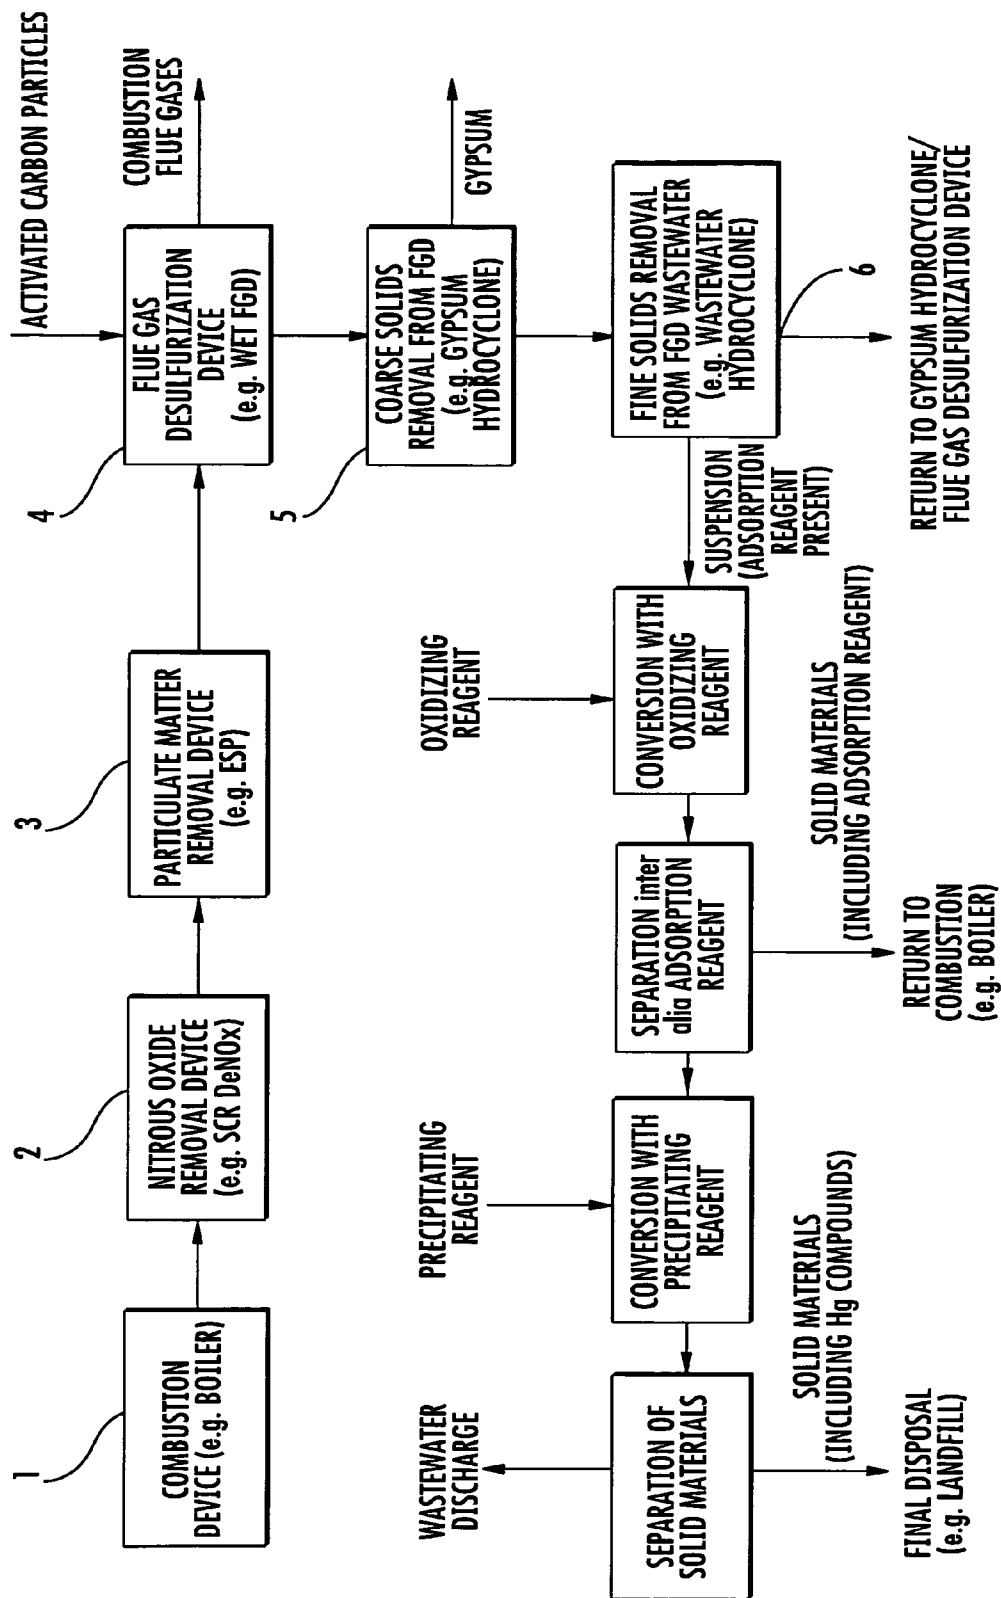 ACTIVATED CARBON PARTICLES
1
COMBUSTION
DEVICE (e.g. BOILER)
2
NITROUS OXIDE
REMOVAL DEVICE
(e.g. SCR DeNOx)
3
PARTICULATE MATTER
REMOVAL DEVICE
(e.g. ESP)
4
FLUE GAS
DESULFURIZATION
DEVICE
(e.g. WET FGD)
COMBUSTION
FLUE GASES
5
COARSE SOLIDS
REMOVAL FROM FGD
(e.g. GYPSUM
HYDROCYCLONE)
GYPSUM
FINE SOLIDS REMOVAL
FROM FGD WASTEWATER
(e.g. WASTEWATER
HYDROCYCLONE)
6
RETURN TO GYPSUM HYDROCYCLONE/
FLUE GAS DESULFURIZATION DEVICE
SUSPENSION
(ADSORPTION
REAGENT
PRESENT)
OXIDIZING
REAGENT
CONVERSION WITH
OXIDIZING
REAGENT
SEPARATION inter
alia ADSORPTION
REAGENT
SOLID MATERIALS
(INCLUDING ADSORPTION REAGENT)
RETURN TO
COMBUSTION
(e.g. BOILER)
PRECIPITATING
REAGENT
CONVERSION WITH
PRECIPITATING
REAGENT
WASTEWATER
DISCHARGE
SEPARATION OF
SOLID MATERIALS
SOLID MATERIALS
(INCLUDING Hg COMPOUNDS)
FINAL DISPOSAL
(e.g. LANDFILL)